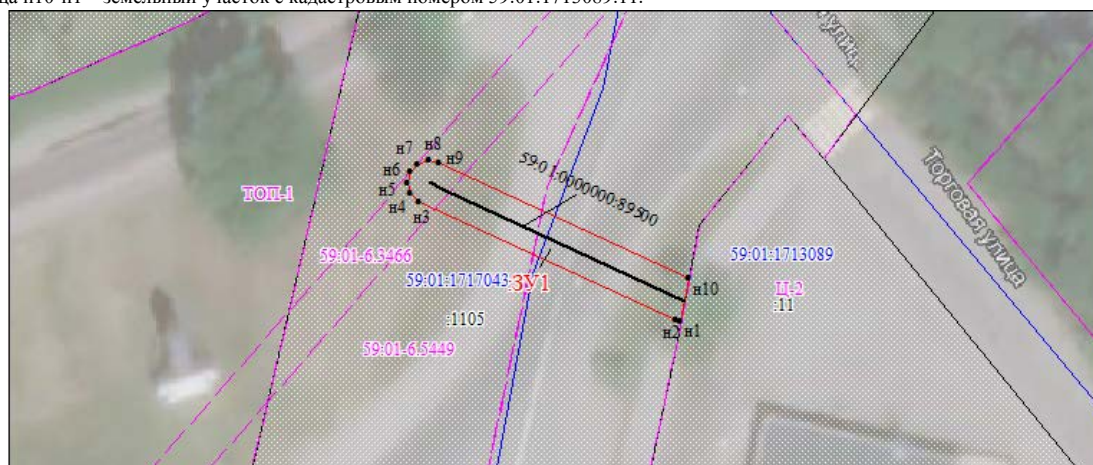 ца н10-н1 – земельный участок с кадастровым номером 59:01:1713089:11.
улица
н7
н8
н9
н6
н5
н4
н3
59:01:0000000:89500
Торговая улица
ТОП-1
59:01-6.3466
59:01:1713089
59:01:1717043
:ЗУ1
н10
Ц-2
:11
:1105
н2
н1
59:01-6.5449